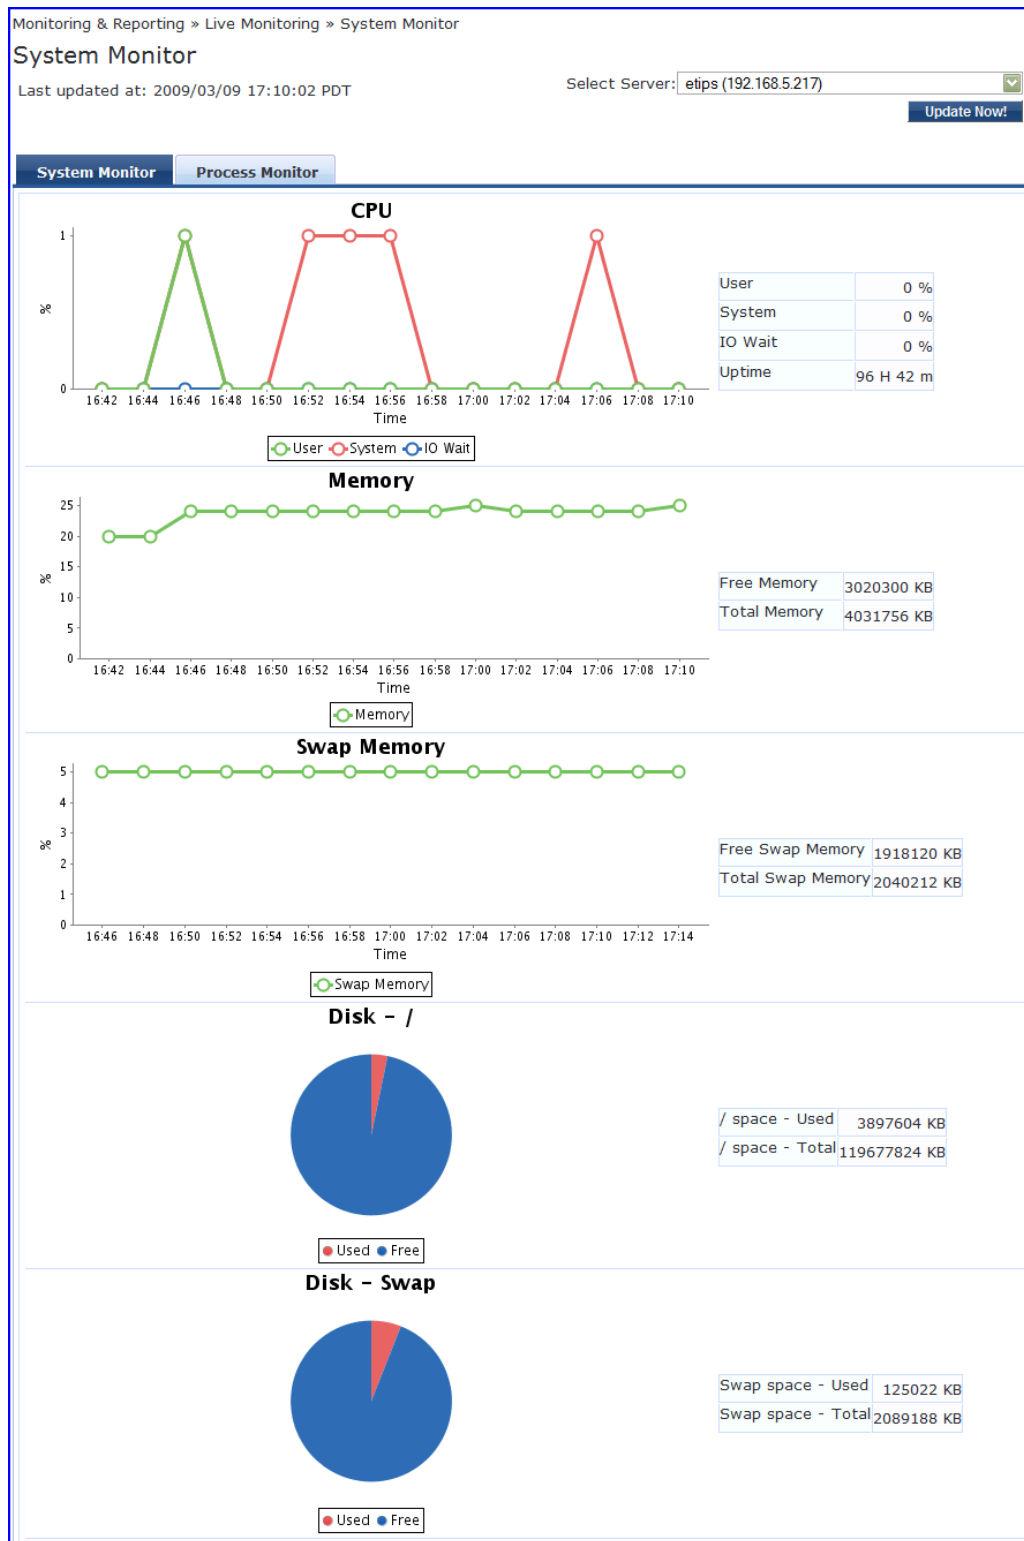 Monitoring & Reporting » Live Monitoring » System Monitor
System Monitor
Last updated at: 2009/03/09 17:10:02 PDT
Select Server: etips (192.168.5.217)
Update Now!
System Monitor Process Monitor
CPU
1
%
0
16:42 16:44 16:46 16:48 16:50 16:52 16:54 16:56 16:58 17:00 17:02 17:04 17:06 17:08 17:10
Time
User System IO Wait
User 0 %
System 0 %
IO Wait 0 %
Uptime 96 H 42 m
Memory
25
20
15
%
10
5
0
16:42 16:44 16:46 16:48 16:50 16:52 16:54 16:56 16:58 17:00 17:02 17:04 17:06 17:08 17:10
Time
Memory
Free Memory 3020300 KB
Total Memory 4031756 KB
Swap Memory
5
4
3
%
2
1
0
16:46 16:48 16:50 16:52 16:54 16:56 16:58 17:00 17:02 17:04 17:06 17:08 17:10 17:12 17:14
Time
Swap Memory
Free Swap Memory 1918120 KB
Total Swap Memory 2040212 KB
Disk - /
Used Free
/ space - Used 3897604 KB
/ space - Total 119677824 KB
Disk - Swap
Used Free
Swap space - Used 125022 KB
Swap space - Total 2089188 KB